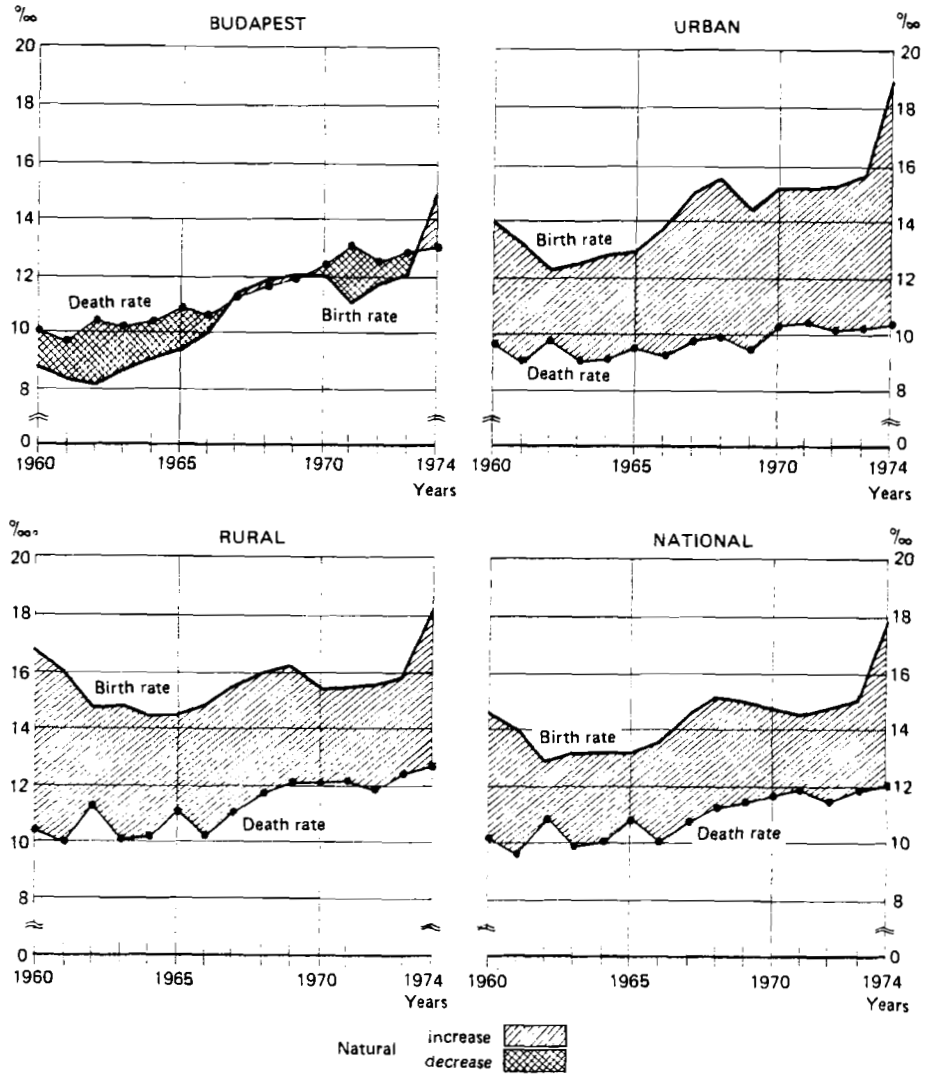 BUDAPEST
‰
20
18
16
14
12
10
8
0
Death rate
Birth rate
1960 1965 1970 1974
Years
URBAN
‰
20
18
16
14
12
10
8
0
Birth rate
Death rate
1960 1965 1970 1974
Years
RURAL
‰
20
18
16
14
12
10
8
0
Birth rate
Death rate
1960 1965 1970 1974
Years
NATIONAL
‰
20
18
16
14
12
10
8
0
Birth rate
Death rate
1960 1965 1970 1974
Years
Natural
increase
decrease